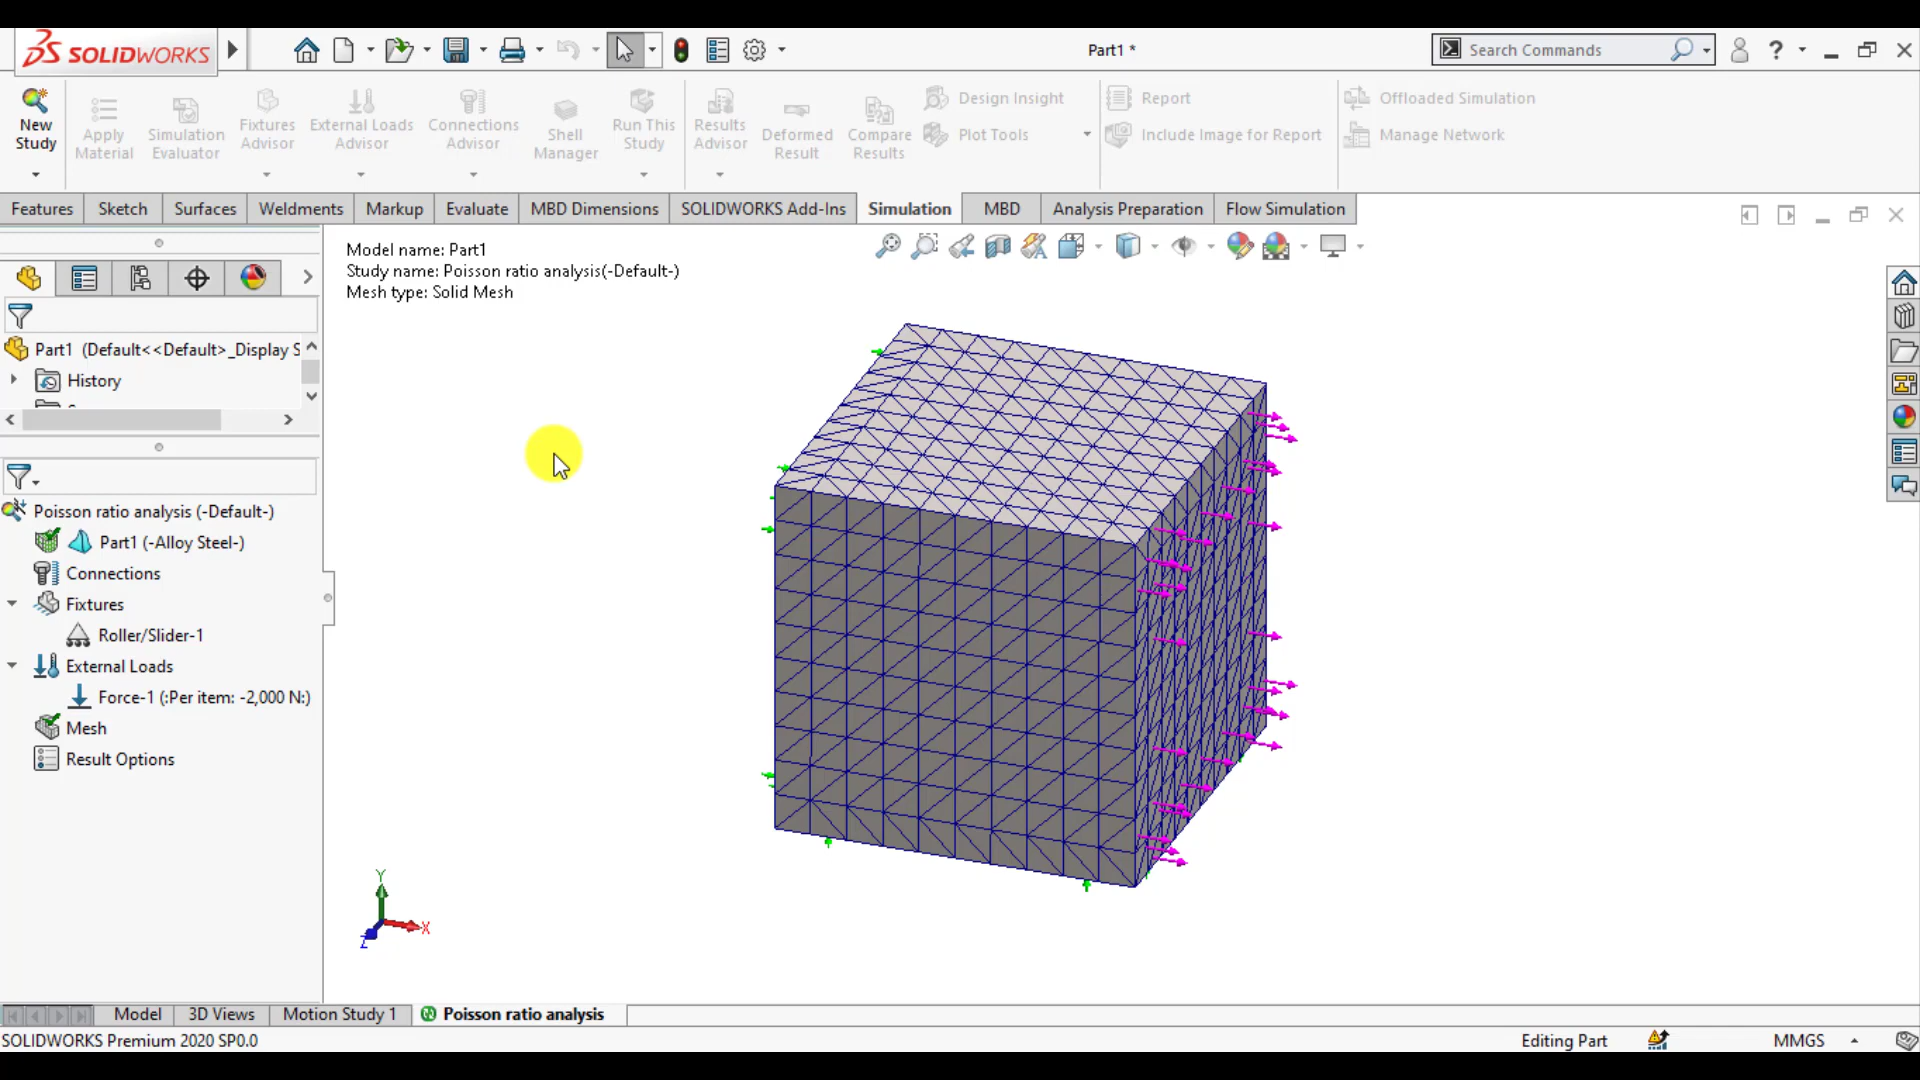 SOLIDWORKS
Part1 *
Search Commands
?
New Study
Apply Material
Simulation Evaluator
Fixtures Advisor
External Loads Advisor
Connections Advisor
Shell Manager
Run This Study
Results Advisor
Deformed Result
Compare Results
Design Insight
Plot Tools
Report
Include Image for Report
Offloaded Simulation
Manage Network
Features Sketch Surfaces Weldments Markup Evaluate MBD Dimensions SOLIDWORKS Add-Ins Simulation MBD Analysis Preparation Flow Simulation
Model name: Part1
Study name: Poisson ratio analysis(-Default-)
Mesh type: Solid Mesh
Part1 (Default<<Default>_Display S
History
Poisson ratio analysis (-Default-)
Part1 (-Alloy Steel-)
Connections
Fixtures
Roller/Slider-1
External Loads
Force-1 (:Per item: -2,000 N:)
Mesh
Result Options
Y
X
Z
Model 3D Views Motion Study 1 Poisson ratio analysis
SOLIDWORKS Premium 2020 SP0.0
Editing Part
MMGS